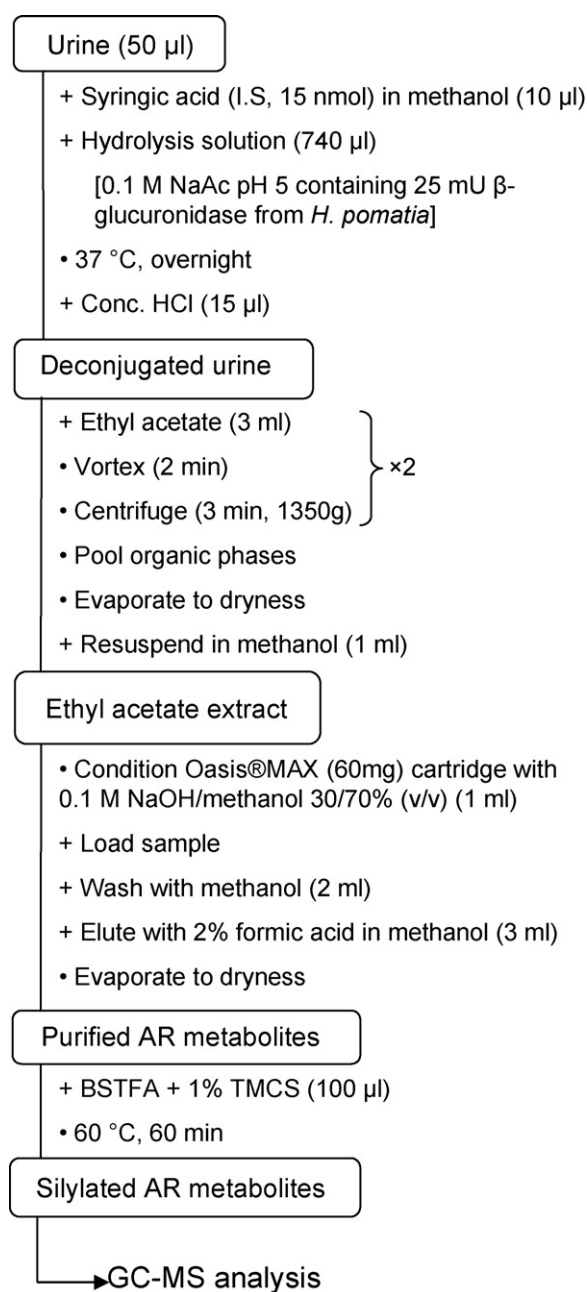 Urine (50 µl)
+ Syringic acid (I.S, 15 nmol) in methanol (10 µl)
+ Hydrolysis solution (740 µl)
[0.1 M NaAc pH 5 containing 25 mU β-
glucuronidase from H. pomatia]
• 37 °C, overnight
+ Conc. HCl (15 µl)
Deconjugated urine
+ Ethyl acetate (3 ml)
• Vortex (2 min)
×2
• Centrifuge (3 min, 1350g)
• Pool organic phases
• Evaporate to dryness
+ Resuspend in methanol (1 ml)
Ethyl acetate extract
• Condition Oasis®MAX (60mg) cartridge with
0.1 M NaOH/methanol 30/70% (v/v) (1 ml)
+ Load sample
+ Wash with methanol (2 ml)
+ Elute with 2% formic acid in methanol (3 ml)
• Evaporate to dryness
Purified AR metabolites
+ BSTFA + 1% TMCS (100 µl)
• 60 °C, 60 min
Silylated AR metabolites
GC-MS analysis